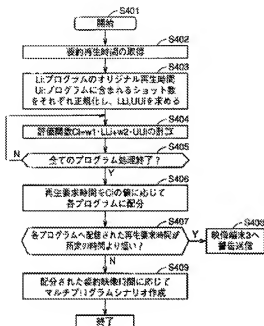 S401
開始
S402
要約再生時間の取得
S403
Li:プログラムのオリジナル再生時間
Ui:プログラムに含まれるショット数
をそれぞれ正規化し、LLi,UUiを求める
S404
評価関数Ci=w1・LLi+w2・UUiの計算
S405
N
全てのプログラム処理終了?
Y
S406
再生要求時間をCiの値に応じて
各プログラムに配分
S407
各プログラムへ配信された再生要求時間が
所定の時間より短い?
Y
S408
映像端末3へ
警告送信
N
S409
配分された要約映像時間に応じて
マルチプログラムシナリオ作成
終了